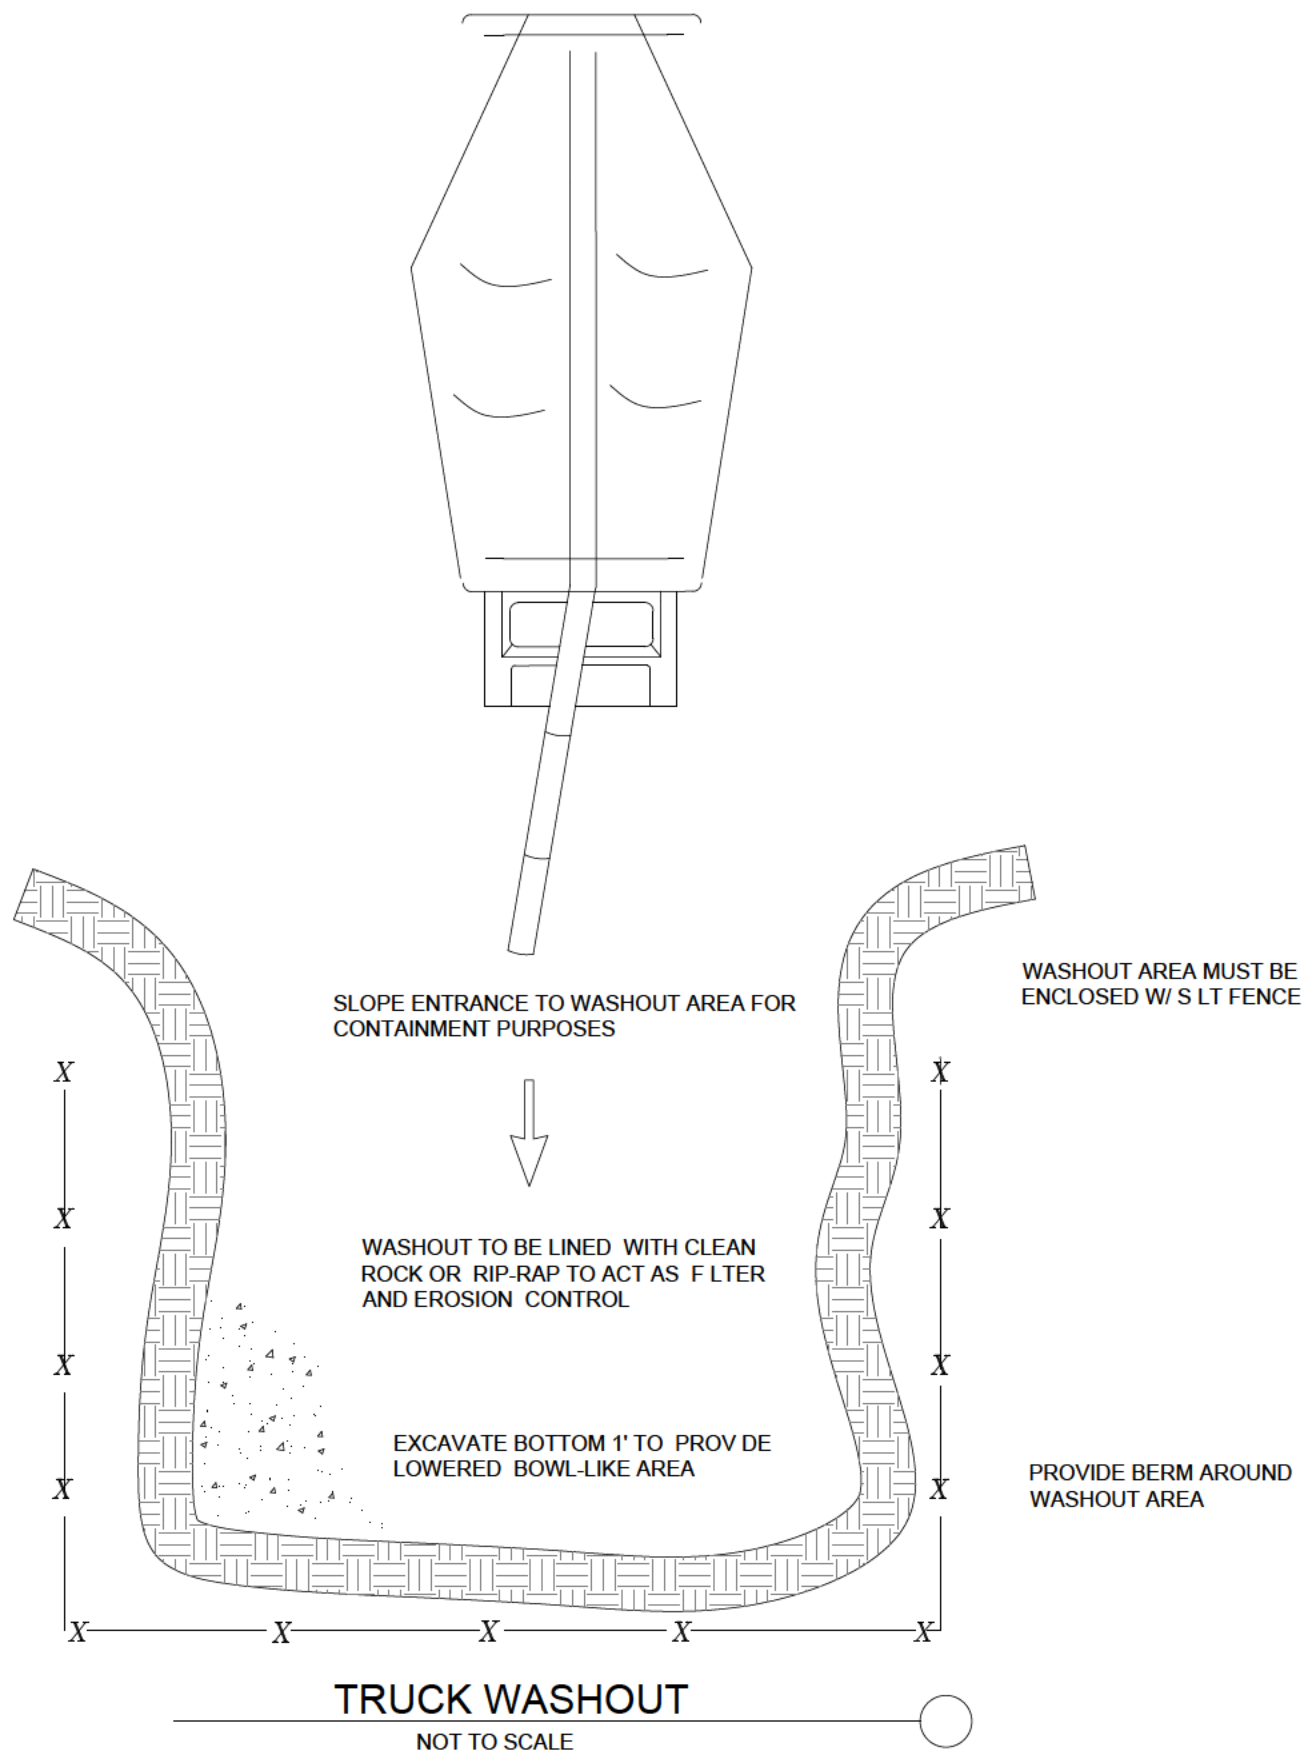 SLOPE ENTRANCE TO WASHOUT AREA FOR
CONTAINMENT PURPOSES
WASHOUT AREA MUST BE
ENCLOSED W/ S LT FENCE
X
X
X
X
WASHOUT TO BE LINED WITH CLEAN
ROCK OR RIP-RAP TO ACT AS F LTER
AND EROSION CONTROL
X
X
EXCAVATE BOTTOM 1' TO PROV DE
LOWERED BOWL-LIKE AREA
PROVIDE BERM AROUND
WASHOUT AREA
X
X
X X X X X
TRUCK WASHOUT
NOT TO SCALE